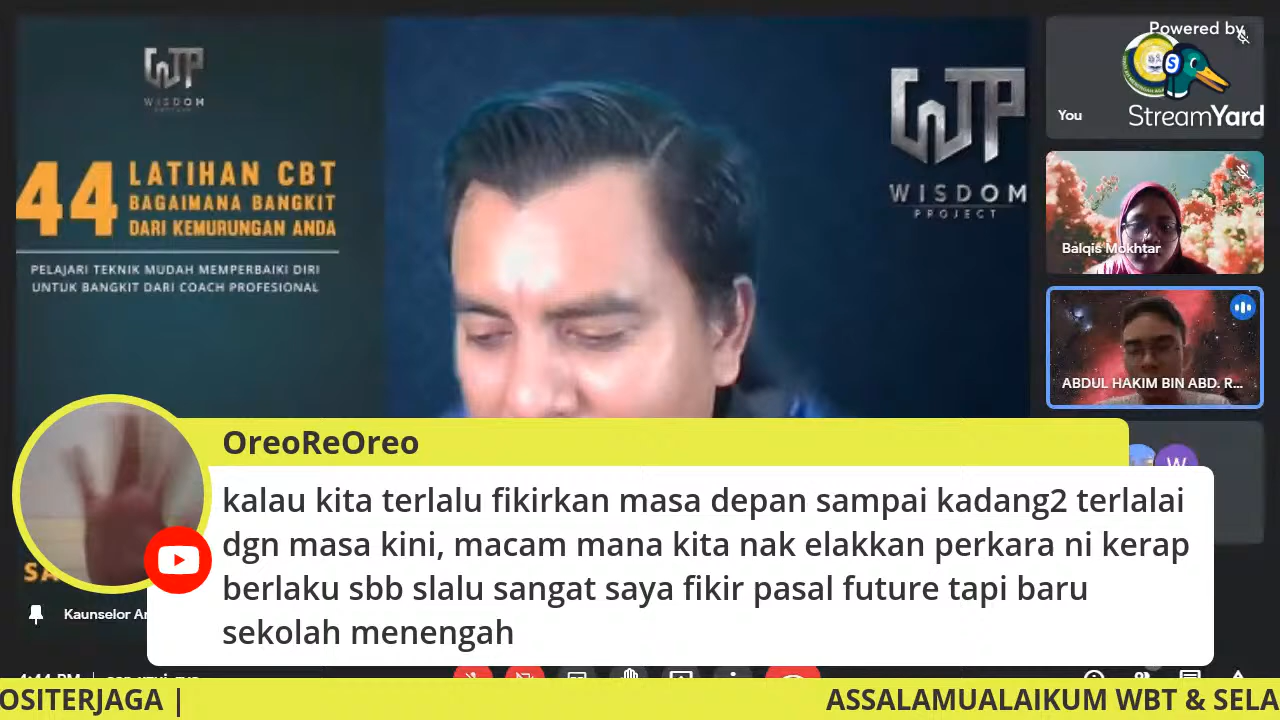 WISDOM
44
LATIHAN CBT
BAGAIMANA BANGKIT
DARI KEMURUNGAN ANDA
PELAJARI TEKNIK MUDAH MEMPERBAIKI DIRI
UNTUK BANGKIT DARI COACH PROFESIONAL
WISDOM
PROJECT
Powered by
StreamYard
You
Balqis Mokhtar
ABDUL HAKIM BIN ABD. R...
W
OreoReOreo
kalau kita terlalu fikirkan masa depan sampai kadang2 terlalai
dgn masa kini, macam mana kita nak elakkan perkara ni kerap
berlaku sbb slalu sangat saya fikir pasal future tapi baru
sekolah menengah
Kaunselor
OSITERJAGA |
ASSALAMUALAIKUM WBT & SELA